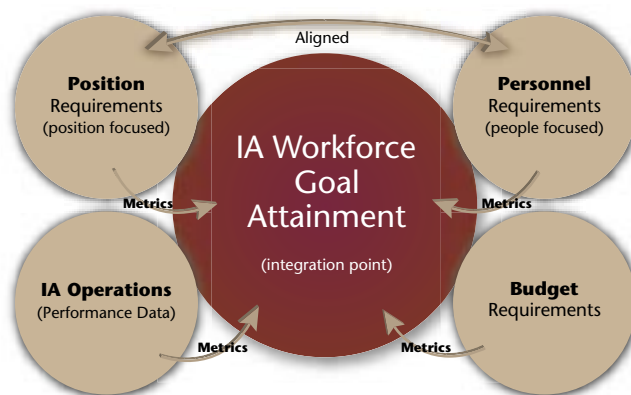 Aligned
Position
Requirements
(position focused)
Personnel
Requirements
(people focused)
IA Workforce
Goal
Attainment
(integration point)
Metrics
Metrics
IA Operations
(Performance Data)
Budget
Requirements
Metrics
Metrics